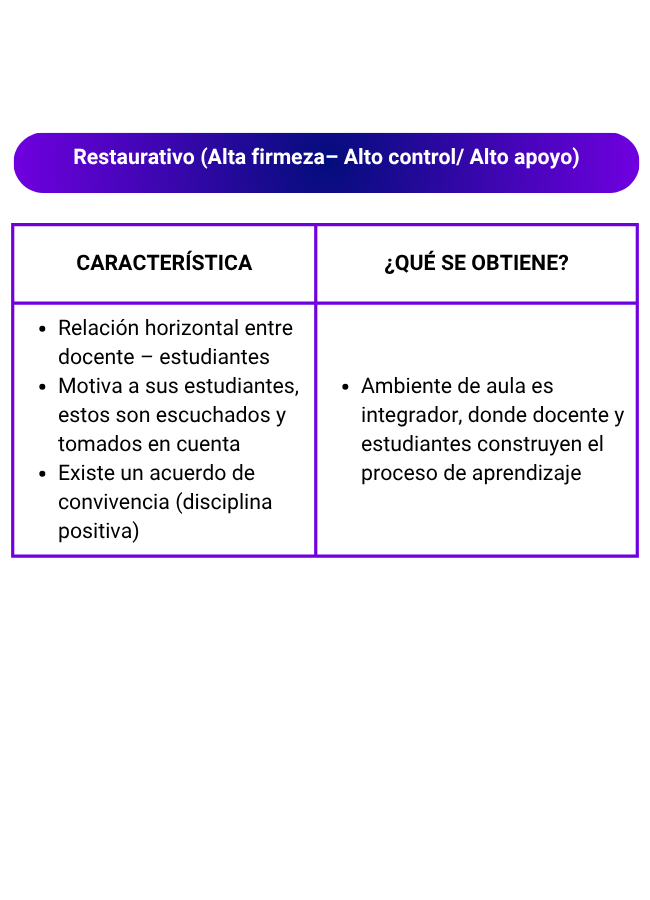 Restaurativo (Alta firmeza– Alto control/ Alto apoyo)
CARACTERÍSTICA
¿QUÉ SE OBTIENE?
• Relación horizontal entre
docente – estudiantes
• Motiva a sus estudiantes,
estos son escuchados y
tomados en cuenta
• Existe un acuerdo de
convivencia (disciplina
positiva)
• Ambiente de aula es
integrador, donde docente y
estudiantes construyen el
proceso de aprendizaje